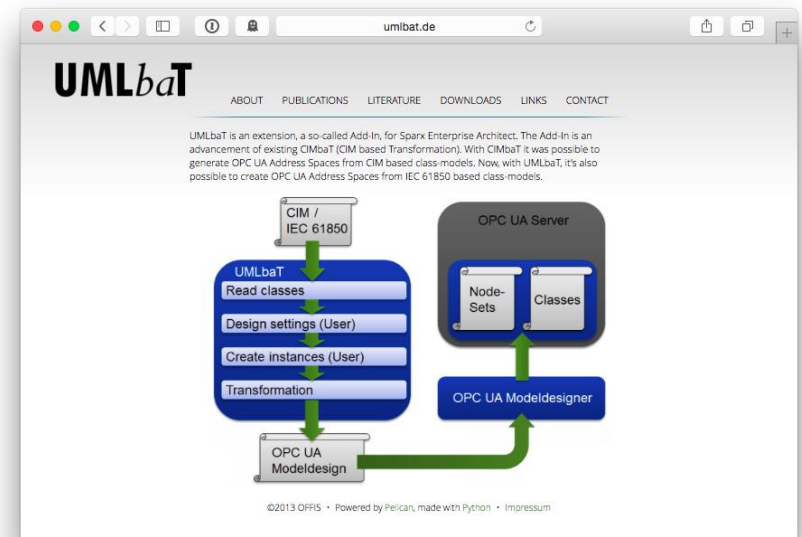 umlbat.de
UMLbaT
ABOUT PUBLICATIONS LITERATURE DOWNLOADS LINKS CONTACT
UMLbaT is an extension, a so-called Add-In, for Sparx Enterprise Architect. The Add-In is an
advancement of existing CIMbaT (CIM based Transformation). With CIMbaT it was possible to
generate OPC UA Address Spaces from CIM based class-models. Now, with UMLbaT, it's also
possible to create OPC UA Address Spaces from IEC 61850 based class-models.
CIM /
IEC 61850
UMLbaT
Read classes
Design settings (User)
Create instances (User)
Transformation
OPC UA
Modeldesign
OPC UA Server
Node-
Sets
Classes
OPC UA Modeldesigner
©2013 OFFIS • Powered by Pelican, made with Python • Impressum